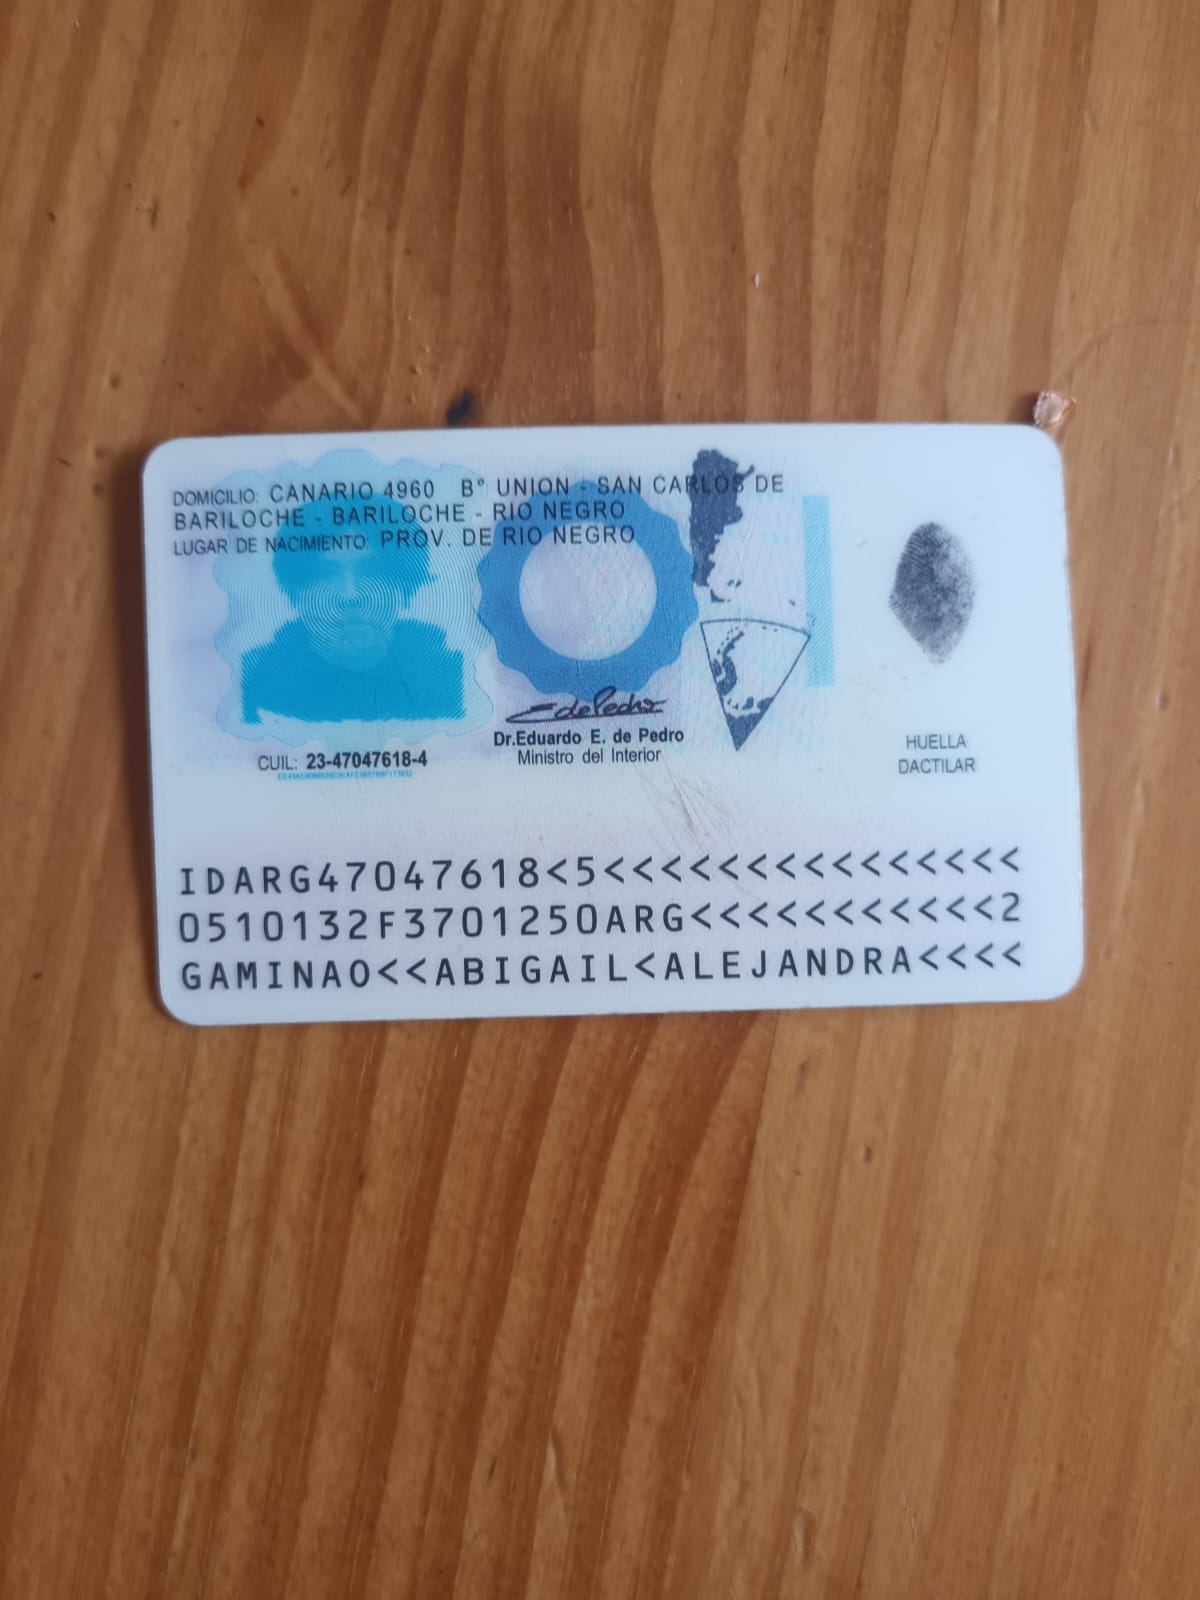 DOMICILIO: CANARIO 4960 Bº UNION - SAN CARLOS DE
BARILOCHE - BARILOCHE - RIO NEGRO
LUGAR DE NACIMIENTO: PROV. DE RIO NEGRO
CUIL: 23-47047618-4
Dr.Eduardo E. de Pedro
Ministro del Interior
HUELLA
DACTILAR
IDARG47047618<5<<<<<<<<<<<<<<<
0510132F3701250ARG<<<<<<<<<<<2
GAMINAO<<ABIGAIL<ALEJANDRA<<<<